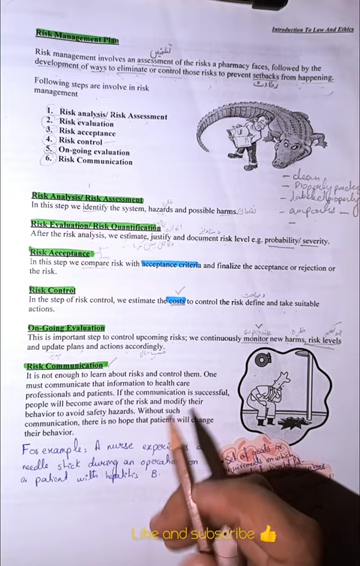 Introduction To Law And Ethics
Risk Management Plan
Risk management involves an assessment of the risks a pharmacy faces, followed by the
development of ways to eliminate or control those risks to prevent setbacks from happening.
Following steps are involve in risk
management
1. Risk analysis/ Risk Assessment
2. Risk evaluation
3. Risk acceptance
4. Risk control
5. On-going evaluation
6. Risk Communication
- clean
Risk Analysis/ Risk Assessment
In this step we identify the system, hazards and possible harms.
Risk Evaluation/ Risk Quantification
After the risk analysis, we estimate, justify and document risk level e.g. probability/ severity.
Risk Acceptance
In this step we compare risk with acceptance criteria and finalize the acceptance or rejection or
the risk.
Risk Control
In the step of risk control, we estimate the costs to control the risk define and take suitable
actions.
On-Going Evaluation
This is important step to control upcoming risks; we continuously monitor new harms, risk levels
and update plans and actions accordingly.
Risk Communication
It is not enough to learn about risks and control them. One
must communicate that information to health care
professionals and patients. If the communication is successful,
people will become aware of the risk and modify their
behavior to avoid safety hazards. Without such
communication, there is no hope that patients will change
their behavior.
For example: A nurse
needle stick during an operation on
a patient with hepatitis B.
Like and subscribe 👍